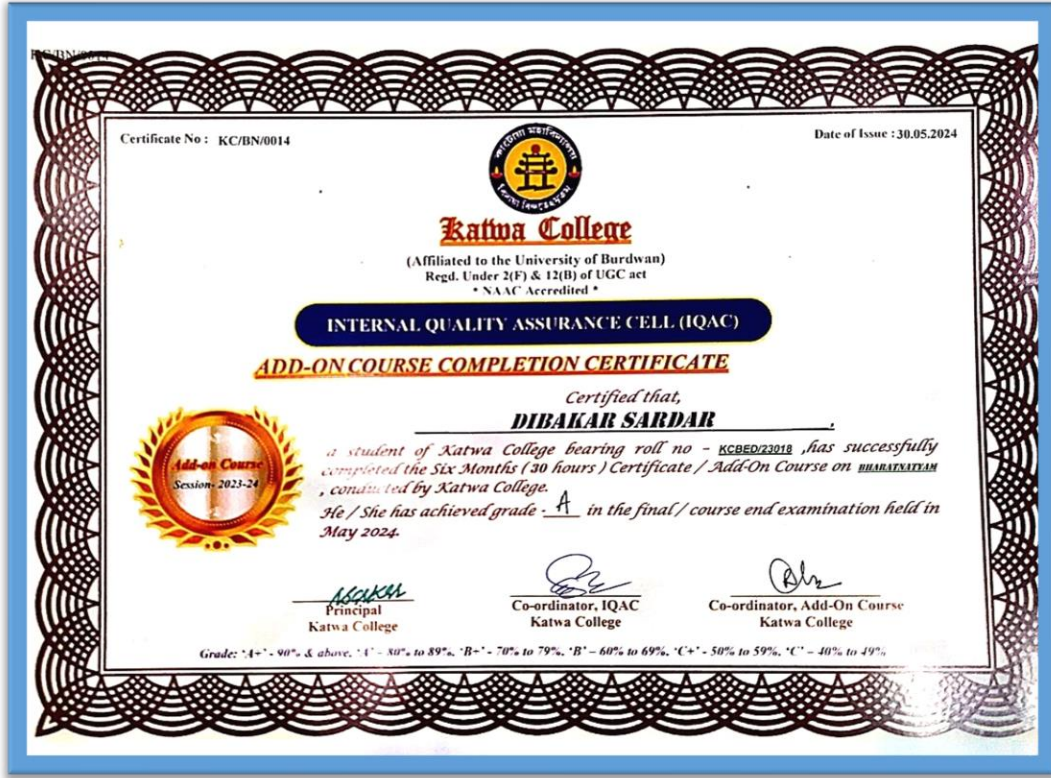 Certificate No : KC/BN/0014
Date of Issue :30.05.2024
Katwa College
(Affiliated to the University of Burdwan)
Regd. Under 2(F) & 12(B) of UGC act
* NAAC Accredited *
INTERNAL QUALITY ASSURANCE CELL (IQAC)
ADD-ON COURSE COMPLETION CERTIFICATE
Certified that,
DIBAKAR SARDAR ,
a student of Katwa College bearing roll no - KCBED/23018 ,has successfully
completed the Six Months ( 30 hours ) Certificate / Add-On Course on BHARATNATYAM
, conducted by Katwa College.
He / She has achieved grade - A in the final / course end examination held in
May 2024.
Add-on Course
Session- 2023-24
Principal
Katwa College
Co-ordinator, IQAC
Katwa College
Co-ordinator, Add-On Course
Katwa College
Grade: 'A+' - 90% & above, 'A' - 80% to 89%, 'B+' - 70% to 79%, 'B' – 60% to 69%, 'C+' - 50% to 59%, 'C' – 40% to 49%